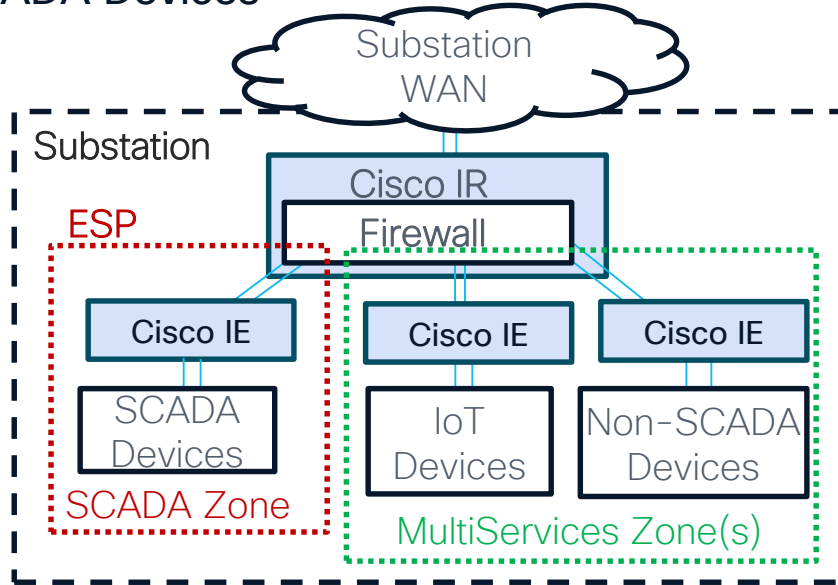 Substation
WAN
Substation
Cisco IR
Firewall
ESP
Cisco IE
Cisco IE
Cisco IE
SCADA
Devices
IoT
Devices
Non-SCADA
Devices
SCADA Zone
MultiServices Zone(s)